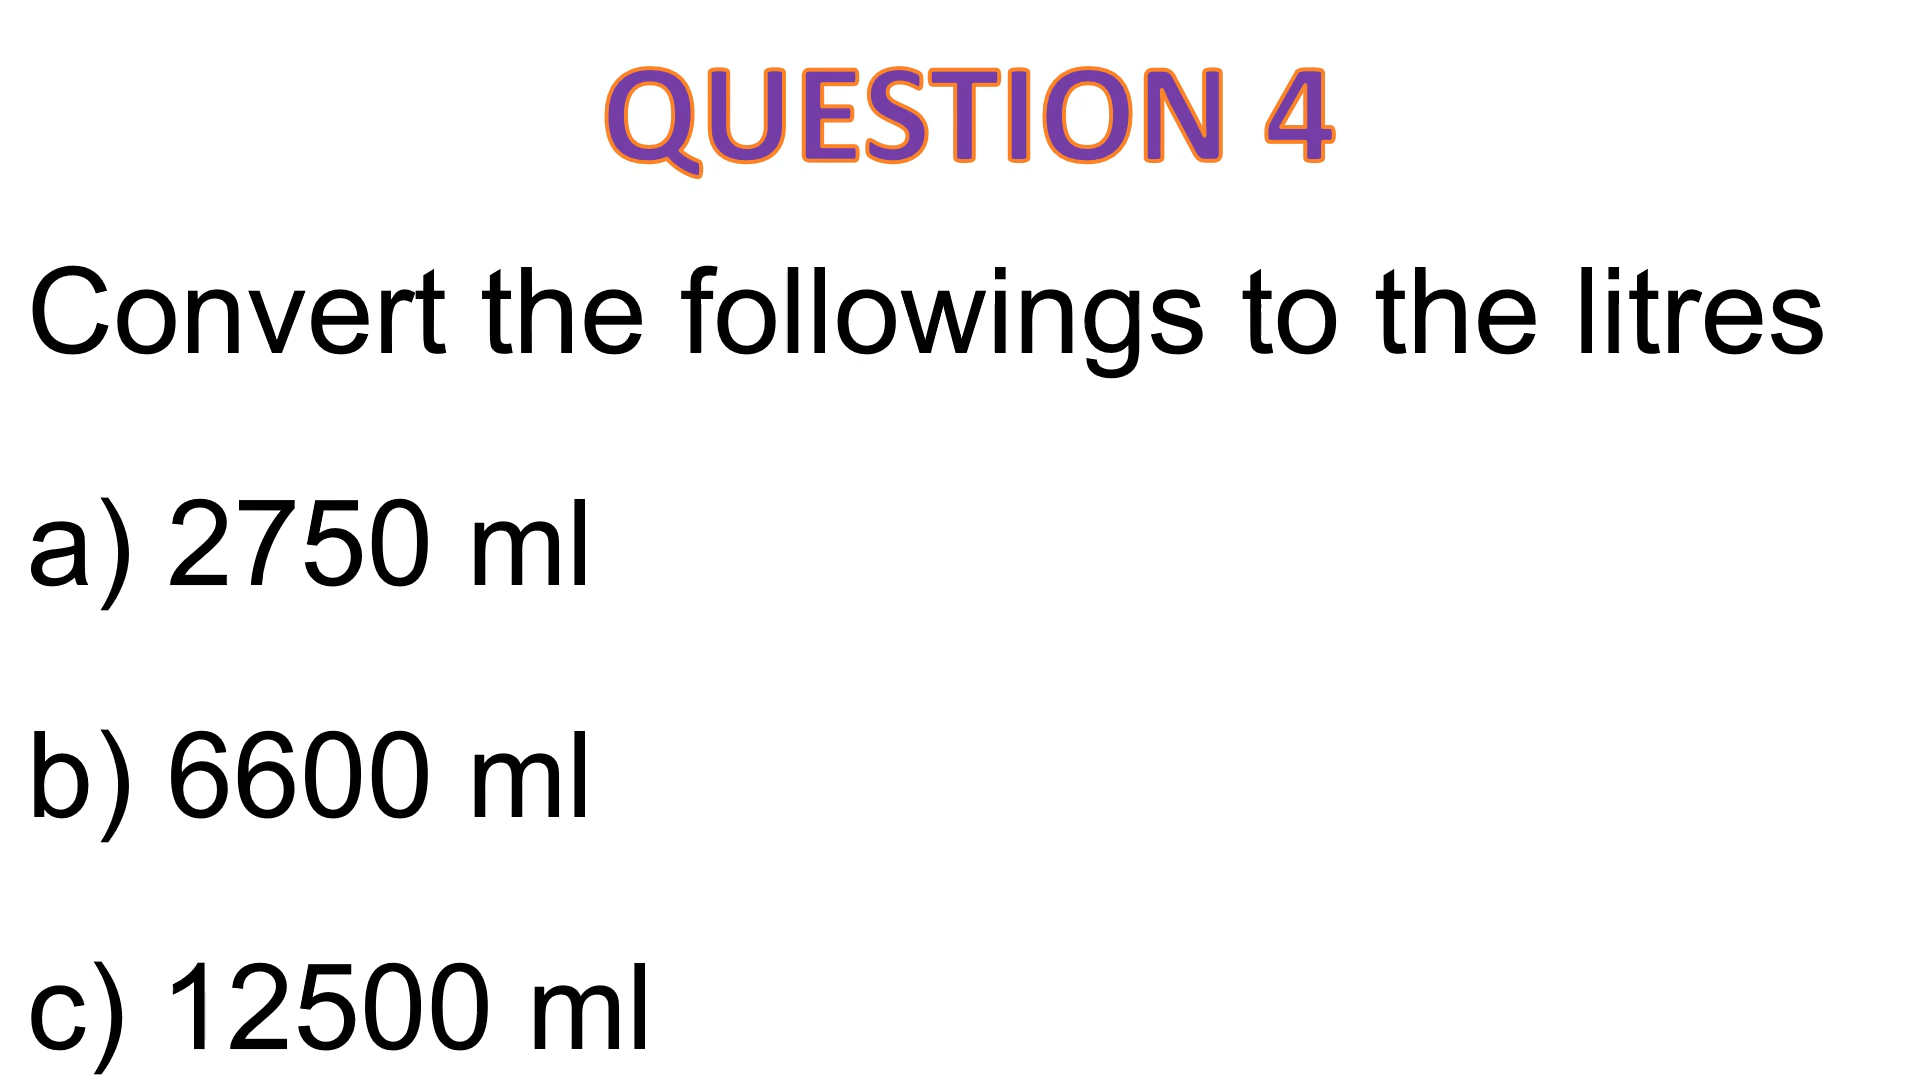 QUESTION 4
Convert the followings to the litres
a) 2750 ml
b) 6600 ml
c) 12500 ml